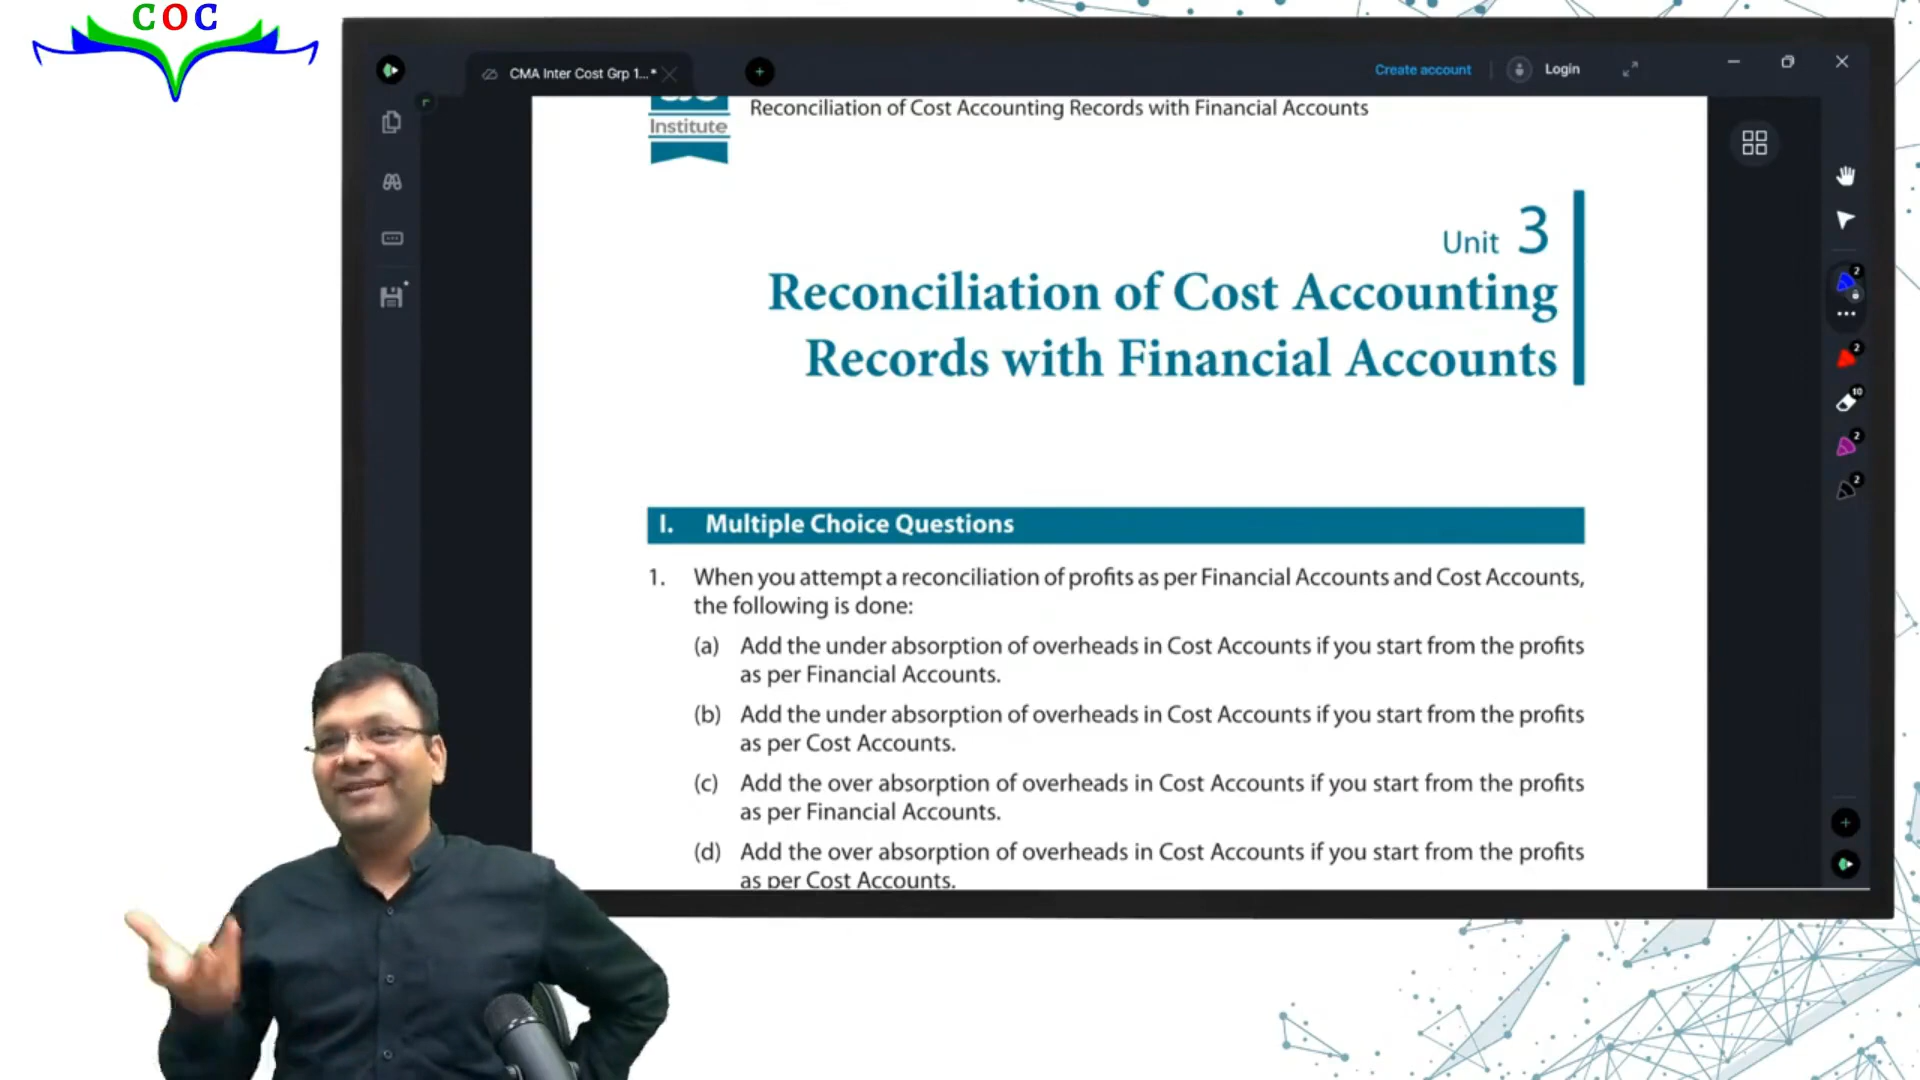 COC
CMA Inter Cost Grp 1...*
Create account
Login
Institute
Reconciliation of Cost Accounting Records with Financial Accounts
Unit 3
Reconciliation of Cost Accounting
Records with Financial Accounts
I. Multiple Choice Questions
1. When you attempt a reconciliation of profits as per Financial Accounts and Cost Accounts,
the following is done:
(a) Add the under absorption of overheads in Cost Accounts if you start from the profits
as per Financial Accounts.
(b) Add the under absorption of overheads in Cost Accounts if you start from the profits
as per Cost Accounts.
(c) Add the over absorption of overheads in Cost Accounts if you start from the profits
as per Financial Accounts.
(d) Add the over absorption of overheads in Cost Accounts if you start from the profits
as per Cost Accounts.
2
2
10
2
2